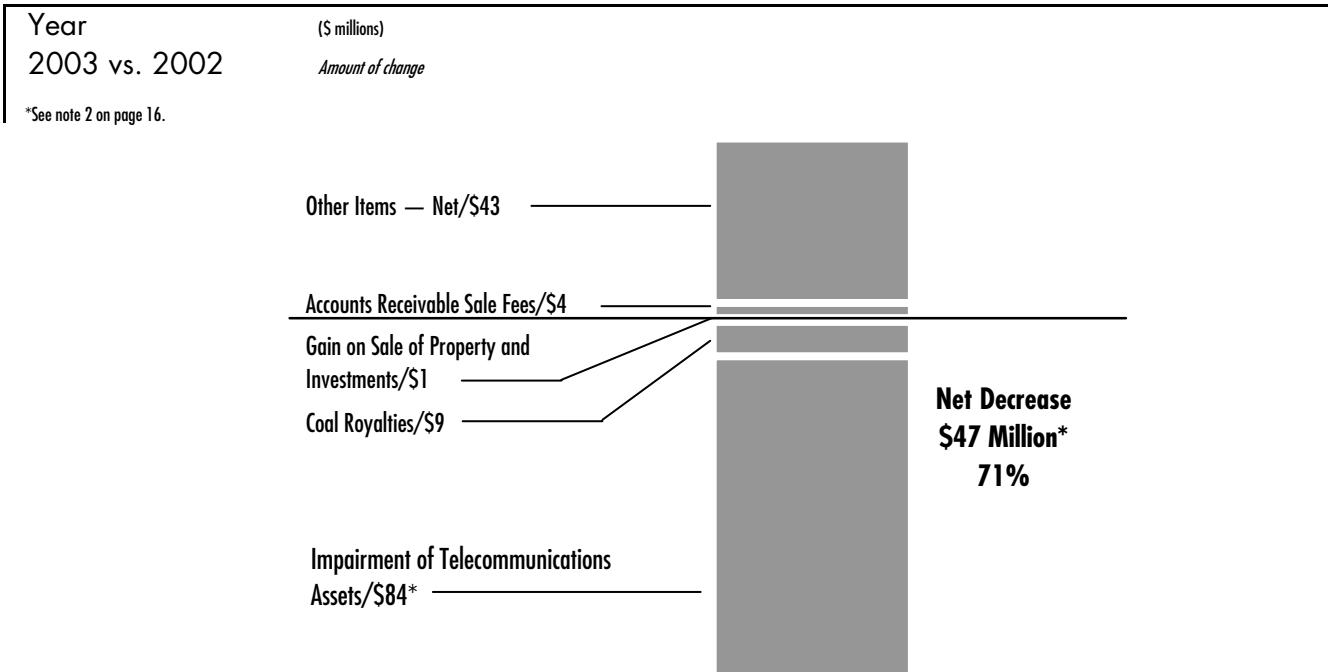 Year
2003 vs. 2002
($ millions)
Amount of change
*See note 2 on page 16.
Other Items — Net/$43
Accounts Receivable Sale Fees/$4
Gain on Sale of Property and
Investments/$1
Coal Royalties/$9
Net Decrease
$47 Million*
71%
Impairment of Telecommunications
Assets/$84*